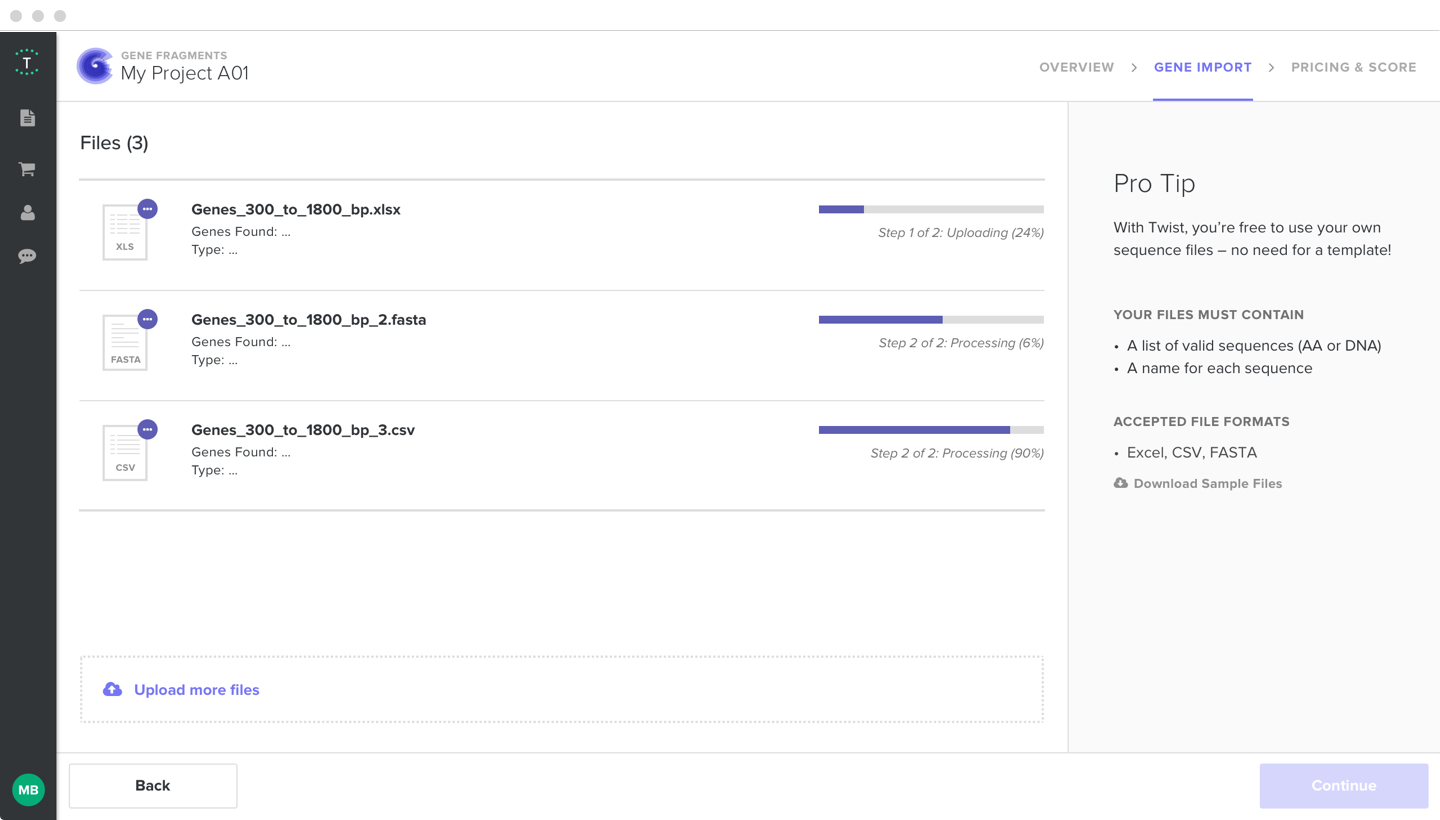 T
GENE FRAGMENTS
My Project A01
OVERVIEW > GENE IMPORT > PRICING & SCORE
Files (3)
XLS
Genes_300_to_1800_bp.xlsx
Genes Found: ...
Type: ...
Step 1 of 2: Uploading (24%)
FASTA
Genes_300_to_1800_bp_2.fasta
Genes Found: ...
Type: ...
Step 2 of 2: Processing (6%)
CSV
Genes_300_to_1800_bp_3.csv
Genes Found: ...
Type: ...
Step 2 of 2: Processing (90%)
Upload more files
Pro Tip
With Twist, you’re free to use your own
sequence files – no need for a template!
YOUR FILES MUST CONTAIN
• A list of valid sequences (AA or DNA)
• A name for each sequence
ACCEPTED FILE FORMATS
• Excel, CSV, FASTA
Download Sample Files
MB
Back
Continue